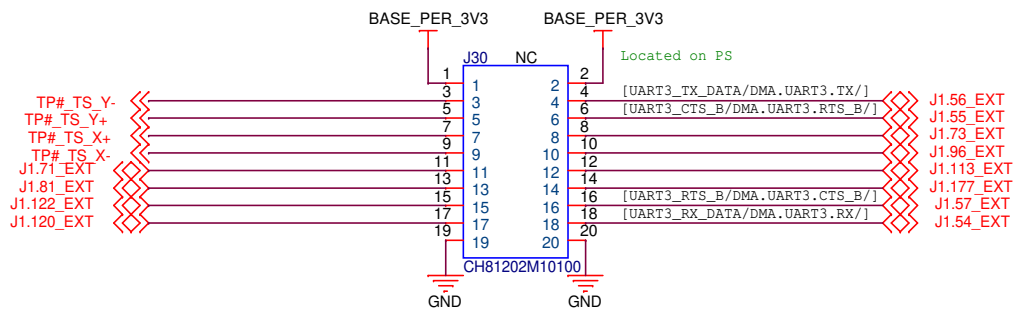 BASE_PER_3V3 BASE_PER_3V3
J30 NC Located on PS
1 1 2 2
TP#_TS_Y- 3 3 4 4 [UART3_TX_DATA/DMA.UART3.TX/] J1.56_EXT
TP#_TS_Y+ 5 5 6 6 [UART3_CTS_B/DMA.UART3.RTS_B/] J1.55_EXT
TP#_TS_X+ 7 7 8 8 J1.73_EXT
TP#_TS_X- 9 9 10 10 J1.96_EXT
J1.71_EXT 11 11 12 12 J1.113_EXT
J1.81_EXT 13 13 14 14 J1.177_EXT
J1.122_EXT 15 15 16 16 [UART3_RTS_B/DMA.UART3.CTS_B/] J1.57_EXT
J1.120_EXT 17 17 18 18 [UART3_RX_DATA/DMA.UART3.RX/] J1.54_EXT
19 19 20 20
CH81202M10100
GND GND